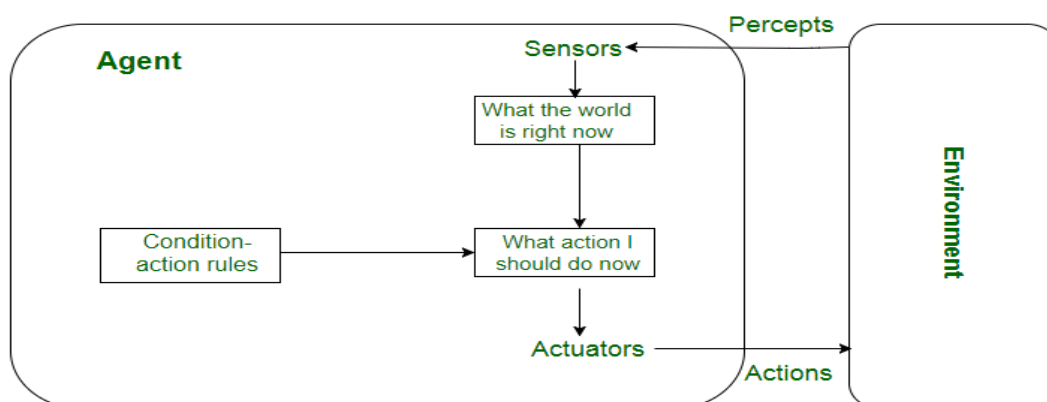 Percepts
Agent
Sensors
What the world
is right now
Environment
Condition-
action rules
What action I
should do now
Actuators
Actions